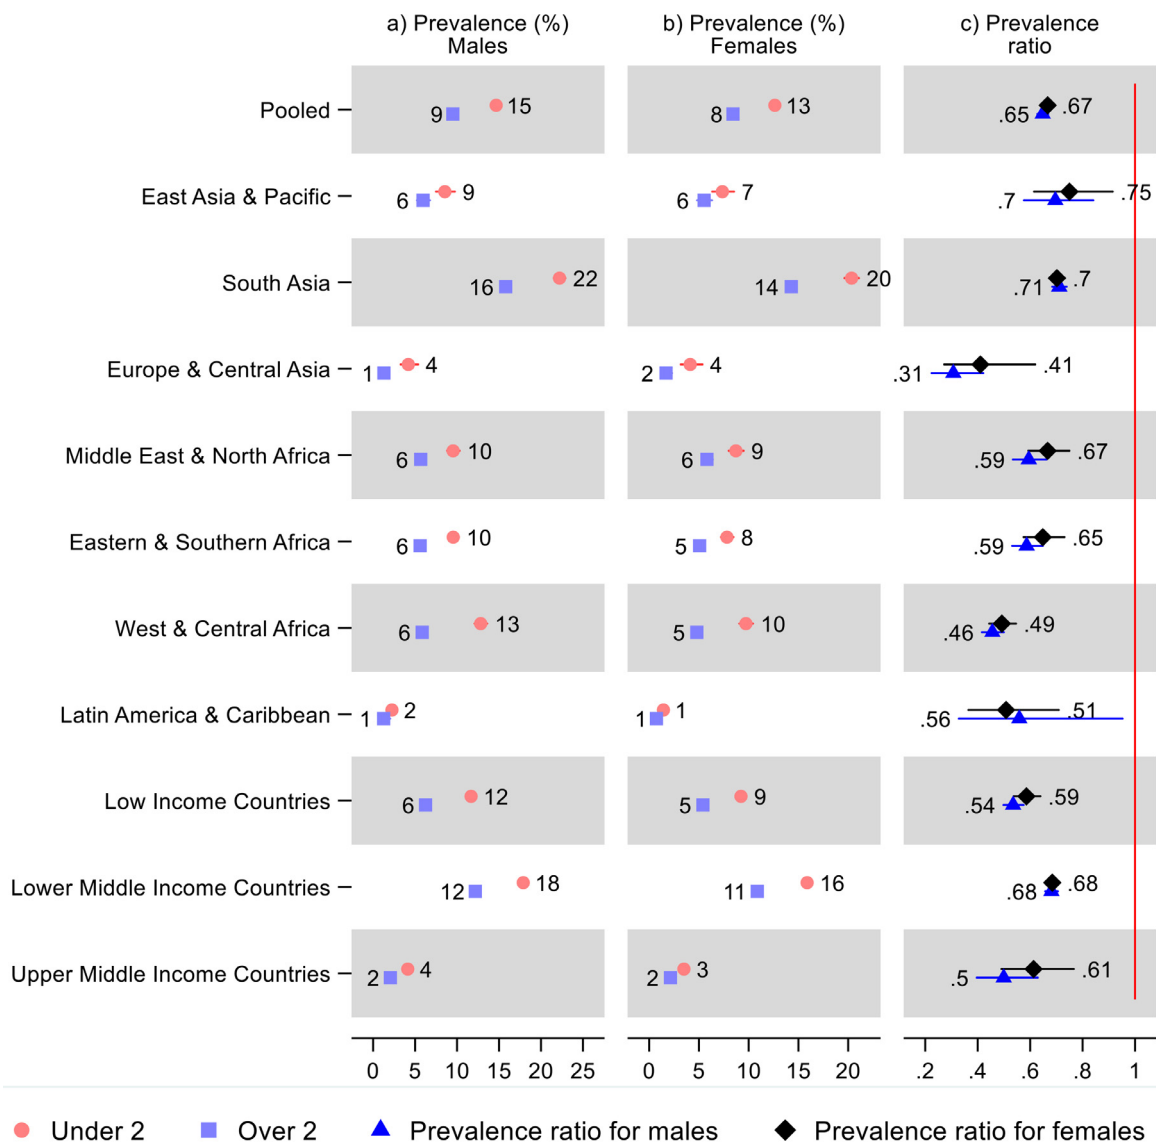 a) Prevalence (%)
Males
b) Prevalence (%)
Females
c) Prevalence
ratio
Pooled 9 15 8 13 .65 .67
East Asia & Pacific 6 9 6 7 .7 .75
South Asia 16 22 14 20 .71 .7
Europe & Central Asia 1 4 2 4 .31 .41
Middle East & North Africa 6 10 6 9 .59 .67
Eastern & Southern Africa 6 10 5 8 .59 .65
West & Central Africa 6 13 5 10 .46 .49
Latin America & Caribbean 1 2 1 1 .56 .51
Low Income Countries 6 12 5 9 .54 .59
Lower Middle Income Countries 12 18 11 16 .68 .68
Upper Middle Income Countries 2 4 2 3 .5 .61
0 5 10 15 20 25 0 5 10 15 20 .2 .4 .6 .8 1
Under 2 Over 2 Prevalence ratio for males Prevalence ratio for females